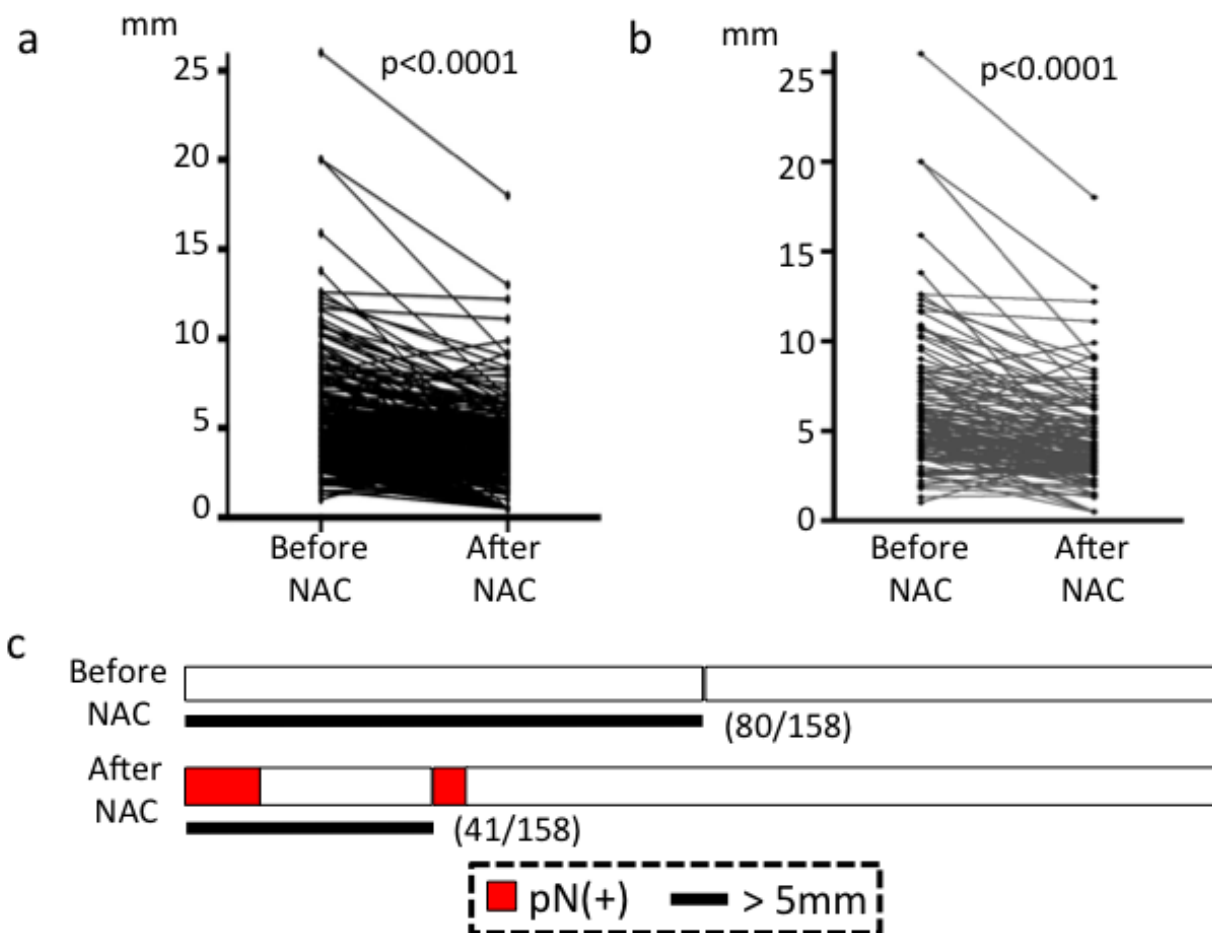 a
mm
p<0.0001
25
20
15
10
5
0
Before
NAC
After
NAC
b
mm
p<0.0001
25
20
15
10
5
0
Before
NAC
After
NAC
c
Before
NAC
(80/158)
After
NAC
(41/158)
pN(+) > 5mm